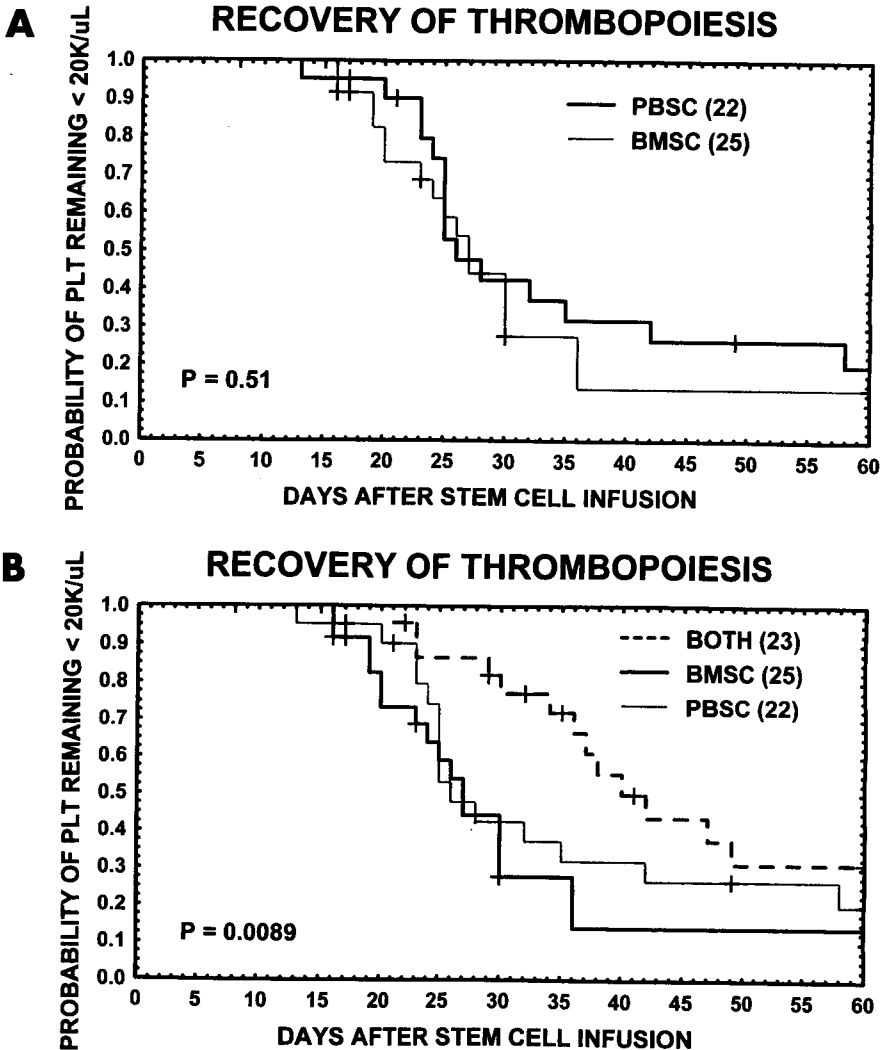 A
RECOVERY OF THROMBOPOIESIS
PROBABILITY OF PLT REMAINING < 20K/uL
1.0
0.9
0.8
0.7
0.6
0.5
0.4
0.3
0.2
0.1
0.0
PBSC (22)
BMSC (25)
P = 0.51
0 5 10 15 20 25 30 35 40 45 50 55 60
DAYS AFTER STEM CELL INFUSION
B
RECOVERY OF THROMBOPOIESIS
PROBABILITY OF PLT REMAINING < 20K/uL
1.0
0.9
0.8
0.7
0.6
0.5
0.4
0.3
0.2
0.1
0.0
BOTH (23)
BMSC (25)
PBSC (22)
P = 0.0089
0 5 10 15 20 25 30 35 40 45 50 55 60
DAYS AFTER STEM CELL INFUSION